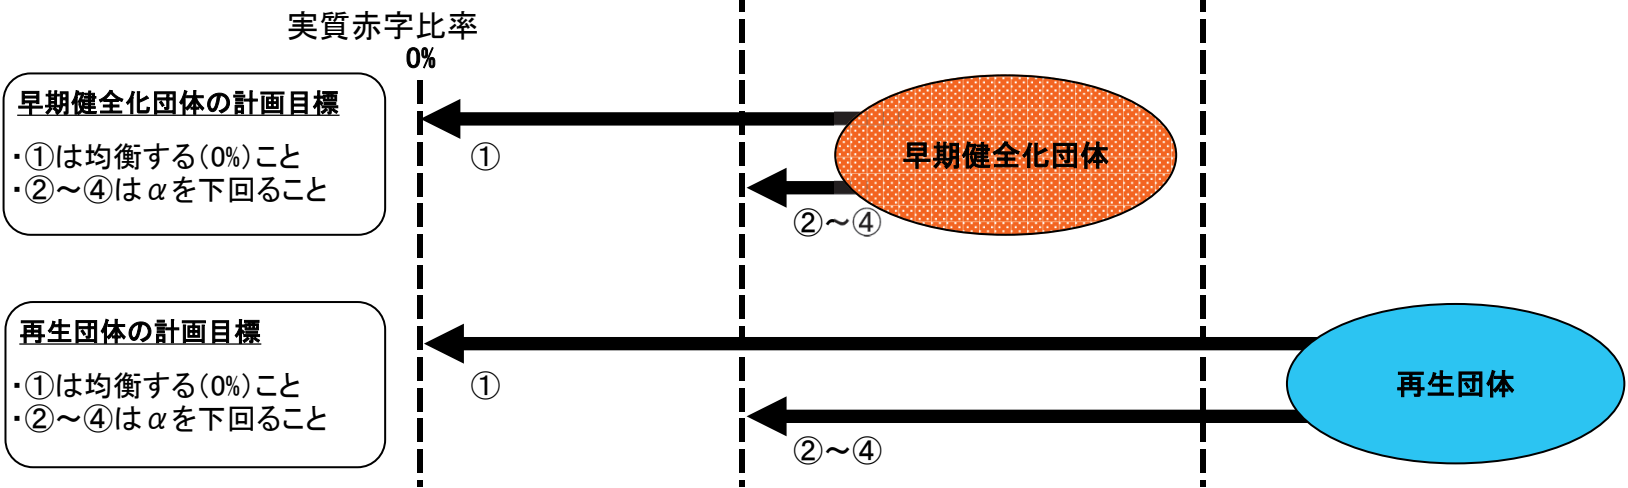 実質赤字比率
0%
早期健全化団体の計画目標
・①は均衡する(0%)こと
・②～④はαを下回ること
①
早期健全化団体
②～④
再生団体の計画目標
・①は均衡する(0%)こと
・②～④はαを下回ること
①
再生団体
②～④